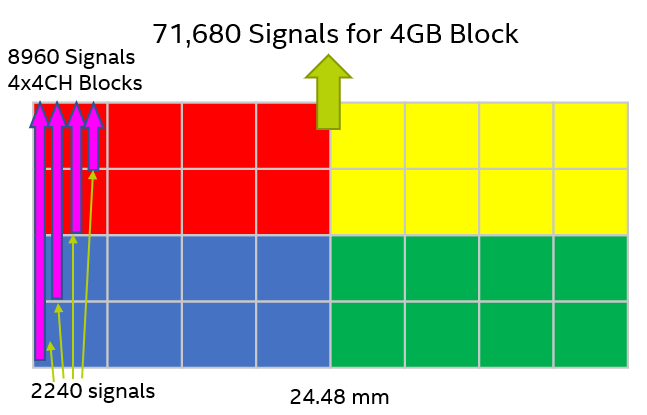 71,680 Signals for 4GB Block
8960 Signals
4x4CH Blocks
2240 signals
24.48 mm